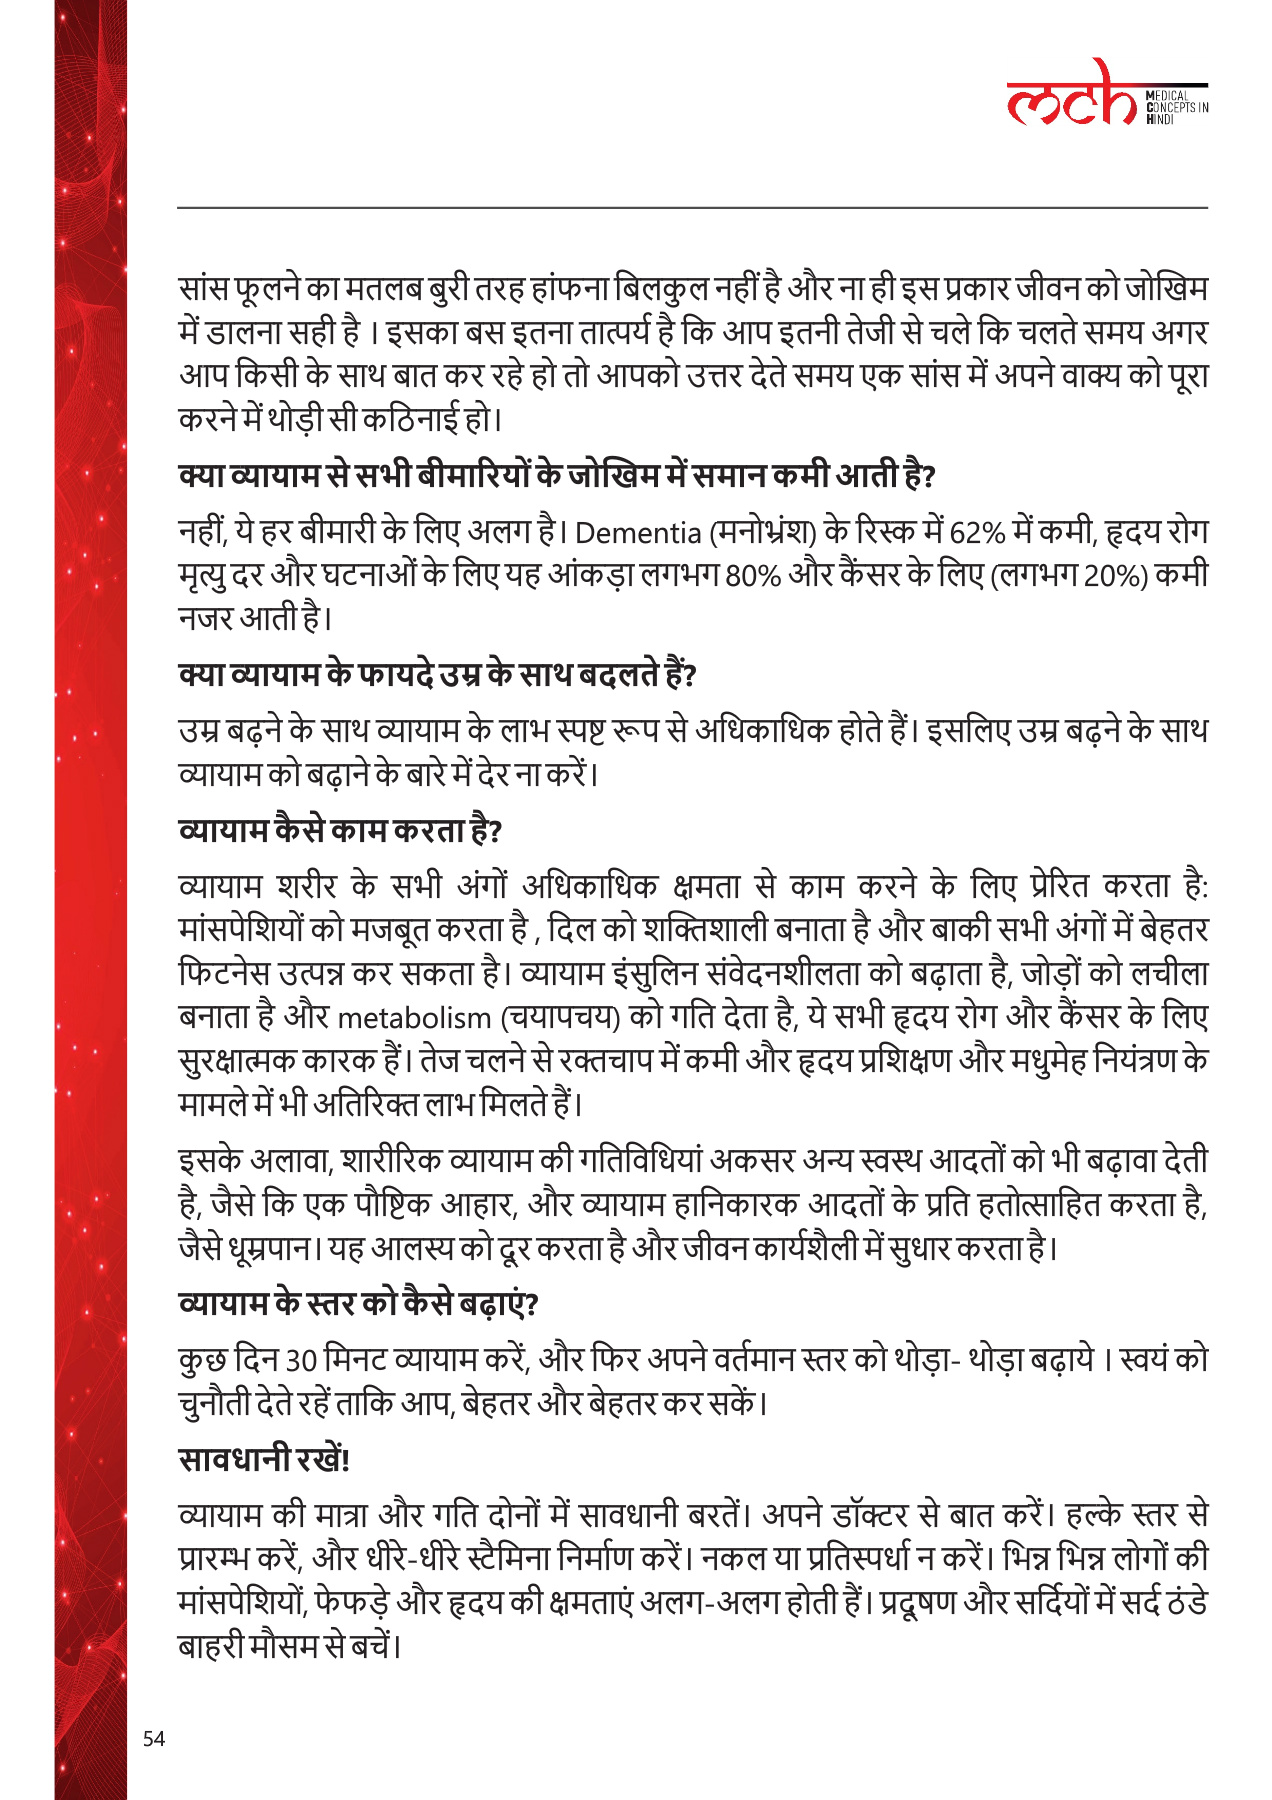 mch MEDICAL
CONCEPTS IN
HINDI
सांस फूलने का मतलब बुरी तरह हांफना बिलकुल नहीं है और ना ही इस प्रकार जीवन को जोखिम
में डालना सही है । इसका बस इतना तात्पर्य है कि आप इतनी तेजी से चले कि चलते समय अगर
आप किसी के साथ बात कर रहे हो तो आपको उत्तर देते समय एक सांस में अपने वाक्य को पूरा
करने में थोड़ी सी कठिनाई हो।
क्या व्यायाम से सभी बीमारियों के जोखिम में समान कमी आती है?
नहीं, ये हर बीमारी के लिए अलग है। Dementia (मनोभ्रंश) के रिस्क में 62% में कमी, हृदय रोग
मृत्यु दर और घटनाओं के लिए यह आंकड़ा लगभग 80% और कैंसर के लिए (लगभग 20%) कमी
नजर आती है।
क्या व्यायाम के फायदे उम्र के साथ बदलते हैं?
उम्र बढ़ने के साथ व्यायाम के लाभ स्पष्ट रूप से अधिकाधिक होते हैं। इसलिए उम्र बढ़ने के साथ
व्यायाम को बढ़ाने के बारे में देर ना करें।
व्यायाम कैसे काम करता है?
व्यायाम शरीर के सभी अंगों अधिकाधिक क्षमता से काम करने के लिए प्रेरित करता है:
मांसपेशियों को मजबूत करता है , दिल को शक्तिशाली बनाता है और बाकी सभी अंगों में बेहतर
फिटनेस उत्पन्न कर सकता है। व्यायाम इंसुलिन संवेदनशीलता को बढ़ाता है, जोड़ों को लचीला
बनाता है और metabolism (चयापचय) को गति देता है, ये सभी हृदय रोग और कैंसर के लिए
सुरक्षात्मक कारक हैं। तेज चलने से रक्तचाप में कमी और हृदय प्रशिक्षण और मधुमेह नियंत्रण के
मामले में भी अतिरिक्त लाभ मिलते हैं।
इसके अलावा, शारीरिक व्यायाम की गतिविधियां अकसर अन्य स्वस्थ आदतों को भी बढ़ावा देती
है, जैसे कि एक पौष्टिक आहार, और व्यायाम हानिकारक आदतों के प्रति हतोत्साहित करता है,
जैसे धूम्रपान। यह आलस्य को दूर करता है और जीवन कार्यशैली में सुधार करता है।
व्यायाम के स्तर को कैसे बढ़ाएं?
कुछ दिन 30 मिनट व्यायाम करें, और फिर अपने वर्तमान स्तर को थोड़ा- थोड़ा बढ़ाये । स्वयं को
चुनौती देते रहें ताकि आप, बेहतर और बेहतर कर सकें।
सावधानी रखें!
व्यायाम की मात्रा और गति दोनों में सावधानी बरतें। अपने डॉक्टर से बात करें। हल्के स्तर से
प्रारम्भ करें, और धीरे-धीरे स्टैमिना निर्माण करें। नकल या प्रतिस्पर्धा न करें। भिन्न भिन्न लोगों की
मांसपेशियों, फेफड़े और हृदय की क्षमताएं अलग-अलग होती हैं। प्रदूषण और सर्दियों में सर्द ठंडे
बाहरी मौसम से बचें।
54